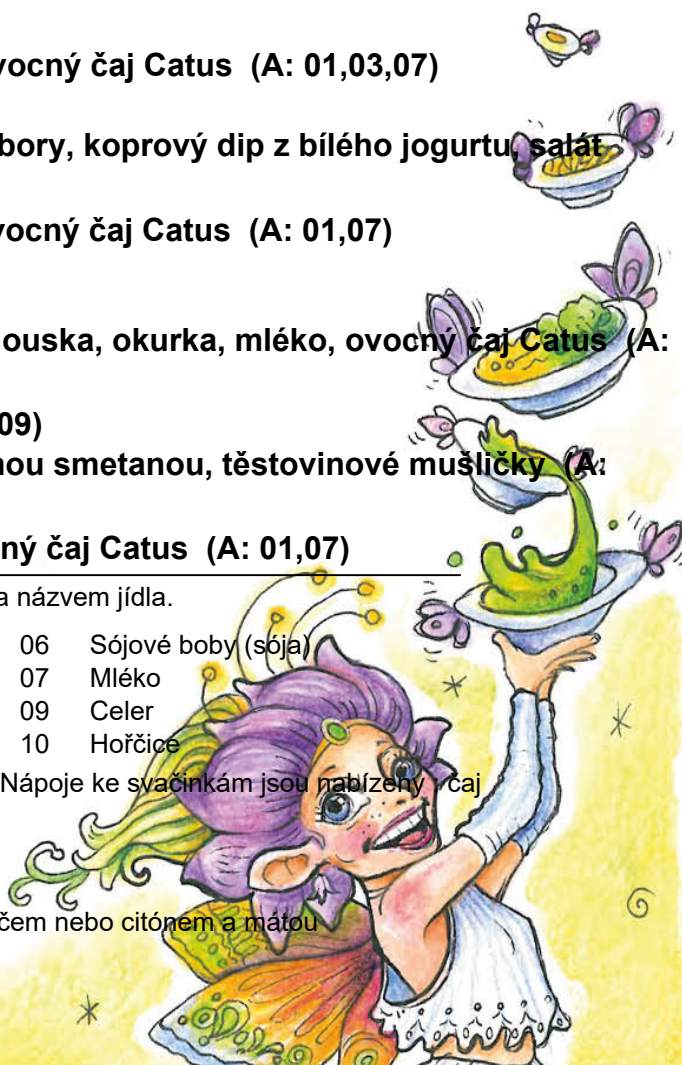 vocný čaj Catus (A: 01,03,07)
bory, koprový dip z bílého jogurtu, salát
vocný čaj Catus (A: 01,07)
ouska, okurka, mléko, ovocný čaj Catus (A:
09)
nou smetanou, těstovinové mušličky (A:
ný čaj Catus (A: 01,07)
a názvem jídla.
06 Sójové boby (sója)
07 Mléko
09 Celer
10 Hořčice
Nápoje ke svačinkám jsou nabízeny : čaj
čem nebo citónem a mátou